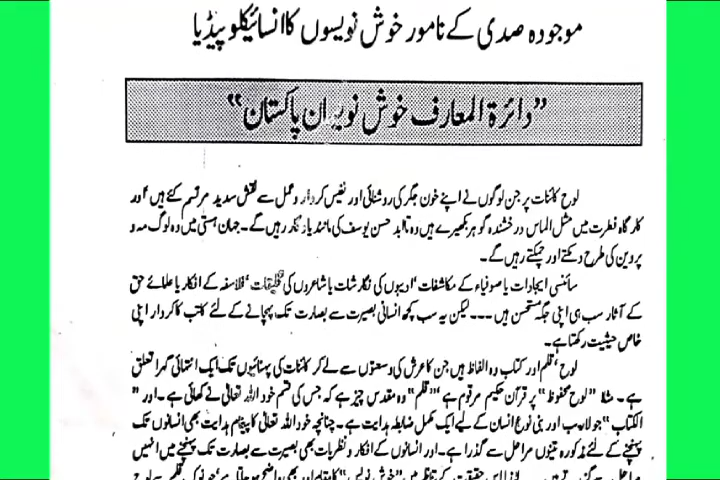 موجودہ صدی کے نامور خوش نویسوں کا انسائیکلوپیڈیا
”دائرۃ المعارف خوش نویسان پاکستان“
لوح کائنات پر جن لوگوں نے اپنے خون جگر کی روشنائی اور نفیس کردار و عمل سے نقش سدید مرتسم کئے ہیں اور
کارگاہ فطرت میں مثل الماس درخشندہ گوہر بکھیرے ہیں وہ تا ابد حسن یوسف کی مانند یادگار رہیں گے۔ جہان ہستی میں وہ لوگ مہ و
پروین کی طرح دمکتے اور چمکتے رہیں گے۔
سائنسی ایجادات یا صوفیاء کے مکاشفات ‘ ادیبوں کی نگارشات یا شاعروں کی تخلیقات ‘ فلاسفہ کے افکار یا علمائے حق
کے آثار سب ہی اپنی جگہ مستحسن ہیں ۔۔۔ لیکن یہ سب کچھ انسانی بصیرت سے بصارت تک پہنچانے کے لئے کاتب کا کردار اپنی
خاص حیثیت رکھتا ہے۔
لوح ‘ قلم اور کتاب وہ الفاظ ہیں جن کا عرش کی وسعتوں سے لے کر کائنات کی پہنائیوں تک ایک انتہائی گہرا تعلق
ہے۔ مثلا ”لوح محفوظ“ پر قرآن حکیم مرقوم ہے ‘ ”قلم“ وہ مقدس چیز ہے کہ جس کی قسم خود اللہ تعالیٰ نے کھائی ہے۔ اور ”
الکتاب“ جو لاریب اور بنی نوع انسان کے لیے ایک مکمل ضابطہ ہدایت ہے۔ چنانچہ خود اللہ تعالیٰ کا پیغام ہدایت بھی انسانوں تک
پہنچنے کے لئے مذکورہ تینوں مراحل سے گذرا ہے۔ اور انسانوں کے افکار و نظریات بھی بصیرت سے بصارت تک پہنچنے میں انہیں